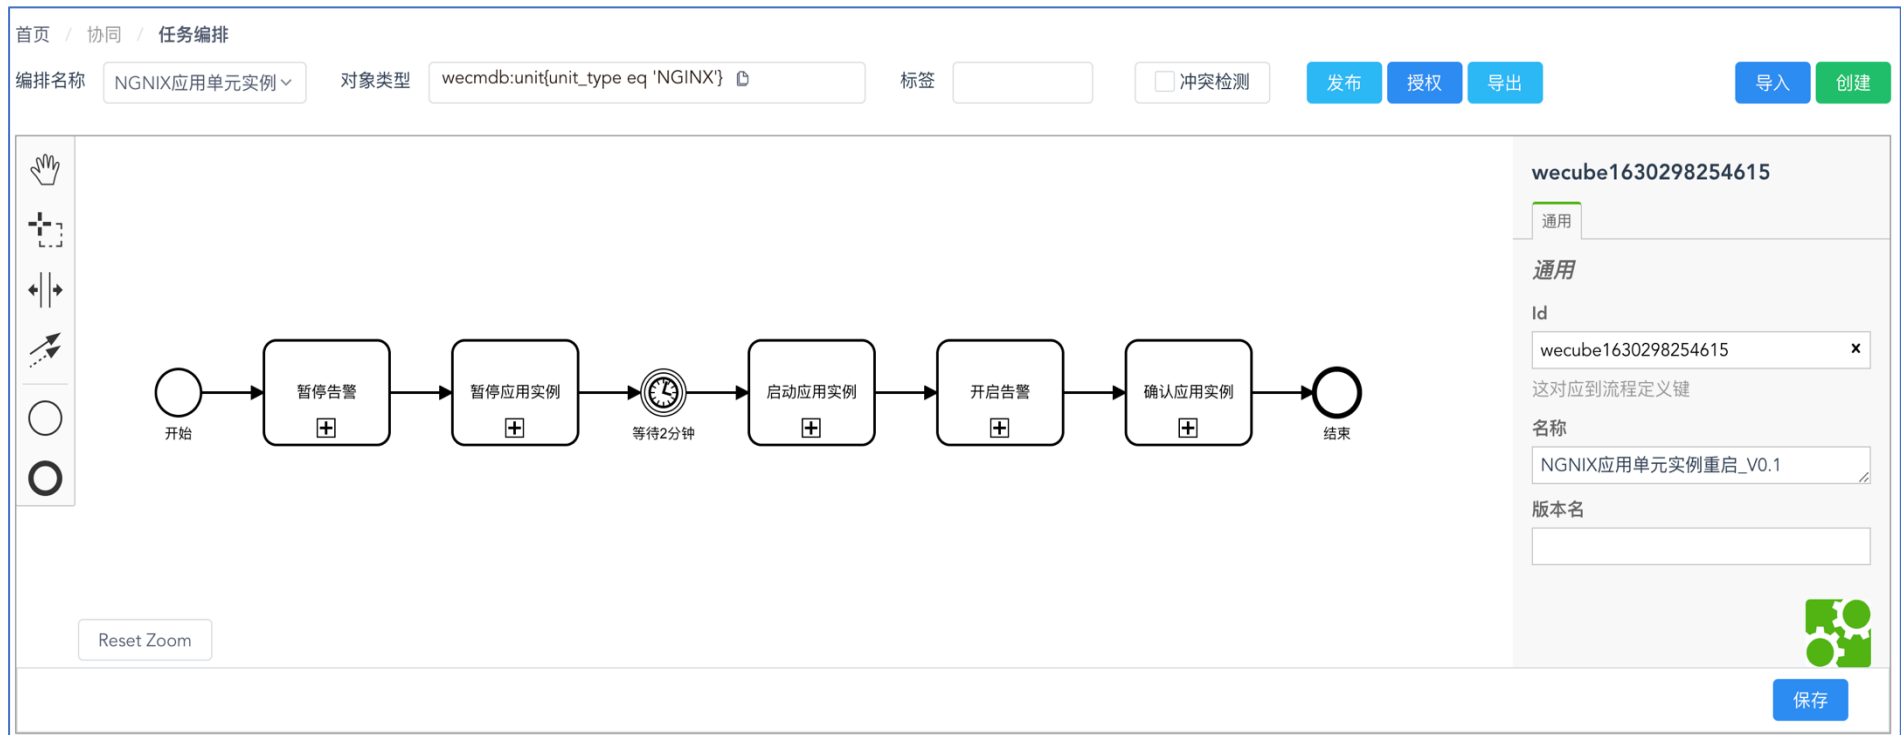 首页 / 协同 / 任务编排
编排名称 NGNIX应用单元实例 对象类型 wecmdb:unit{unit_type eq 'NGINX'} 标签 冲突检测 发布 授权 导出 导入 创建
wecube1630298254615
通用
通用
Id
wecube1630298254615
这对应到流程定义键
名称
NGNIX应用单元实例重启_V0.1
版本名
暂停告警 暂停应用实例 启动应用实例 开启告警 确认应用实例
开始 等待2分钟 结束
Reset Zoom
保存